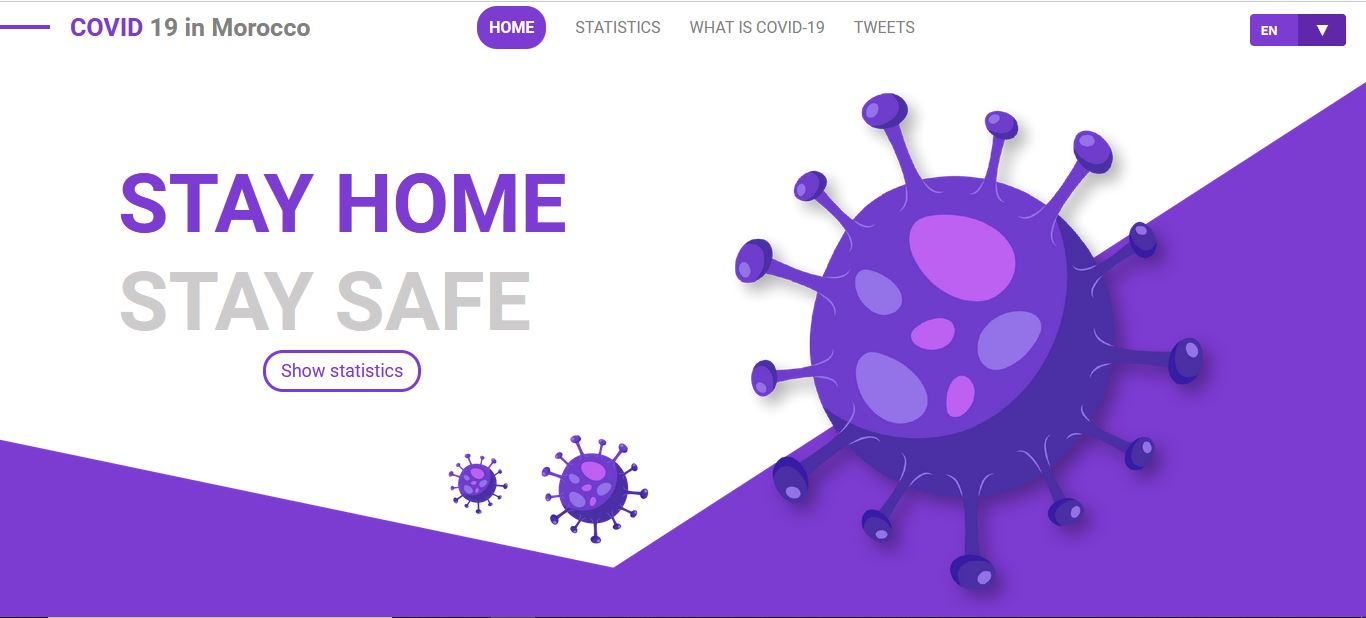 COVID 19 in Morocco
HOME STATISTICS WHAT IS COVID-19 TWEETS
EN ▼
STAY HOME
STAY SAFE
Show statistics